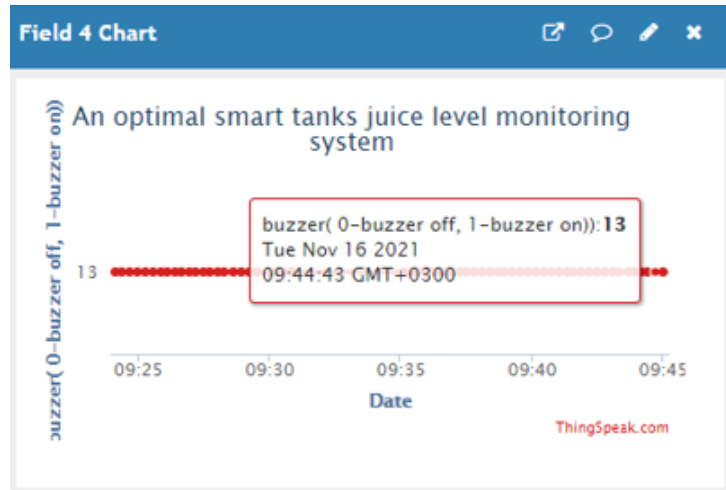 Field 4 Chart
An optimal smart tanks juice level monitoring
system
buzzer( 0-buzzer off, 1-buzzer on))
buzzer( 0-buzzer off, 1-buzzer on)):13
Tue Nov 16 2021
09:44:43 GMT+0300
13
09:25 09:30 09:35 09:40 09:45
Date
ThingSpeak.com